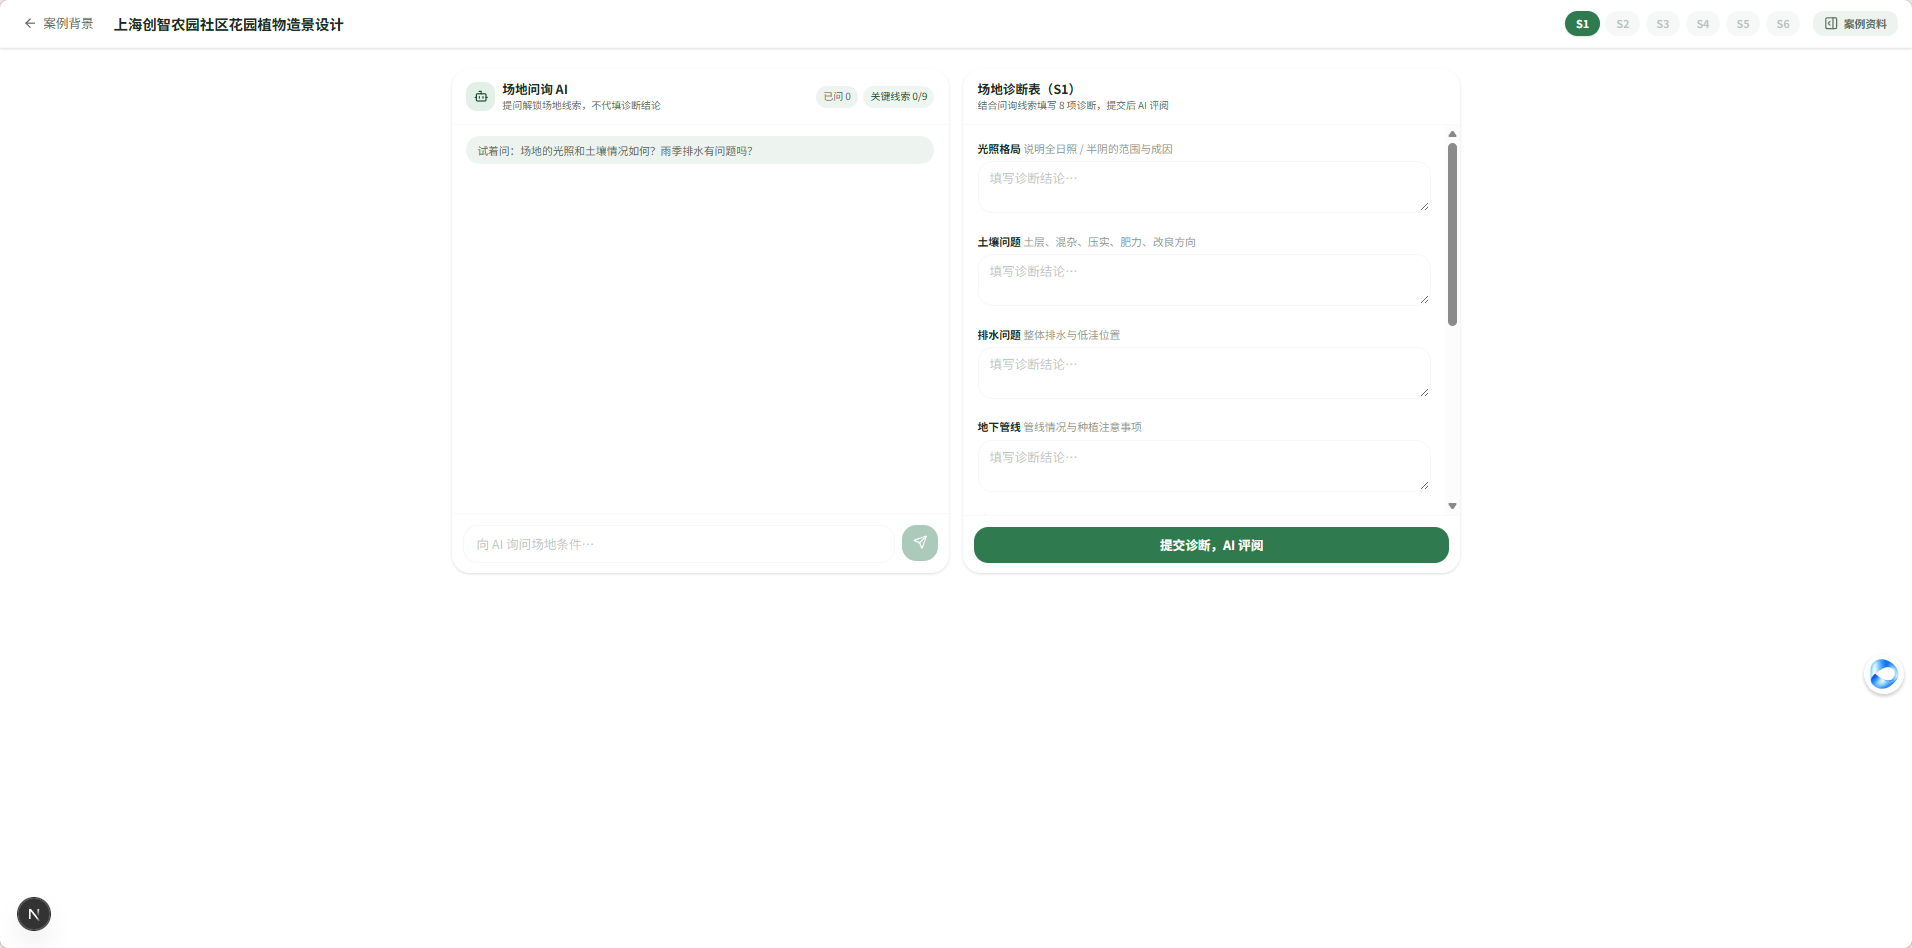 案例背景
上海创智农园社区花园植物造景设计
S1
S2
S3
S4
S5
S6
案例资料
场地问询 AI
提问解锁场地线索，不代填诊断结论
已问 0
关键线索 0/9
试着问：场地的光照和土壤情况如何？雨季排水有问题吗？
向 AI 询问场地条件…
场地诊断表（S1）
结合问询线索填写 8 项诊断，提交后 AI 评阅
光照格局 说明全日照 / 半阴的范围与成因
填写诊断结论…
土壤问题 土层、混杂、压实、肥力、改良方向
填写诊断结论…
排水问题 整体排水与低洼位置
填写诊断结论…
地下管线 管线情况与种植注意事项
填写诊断结论…
提交诊断，AI 评阅
N